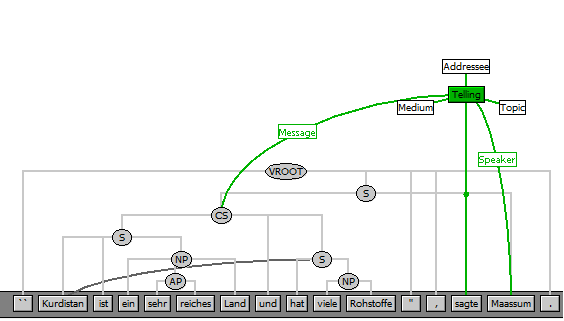 Addressee
Telling
Medium
Topic
Message
Speaker
VROOT
S
CS
S
NP
S
AP
NP
`` Kurdistan ist ein sehr reiches Land und hat viele Rohstoffe " , sagte Maassum .